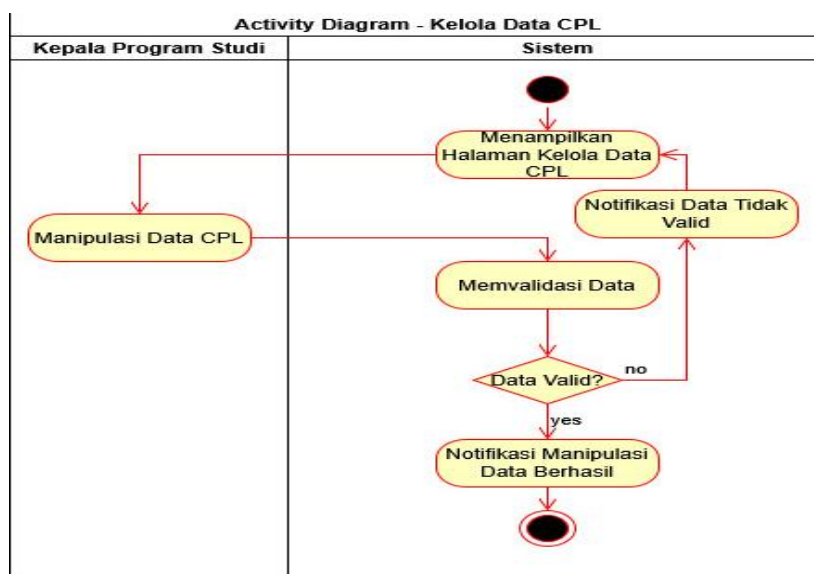 Activity Diagram - Kelola Data CPL
Kepala Program Studi
Sistem
Menampilkan
Halaman Kelola Data
CPL
Notifikasi Data Tidak
Valid
Manipulasi Data CPL
Memvalidasi Data
Data Valid?
no
yes
Notifikasi Manipulasi
Data Berhasil